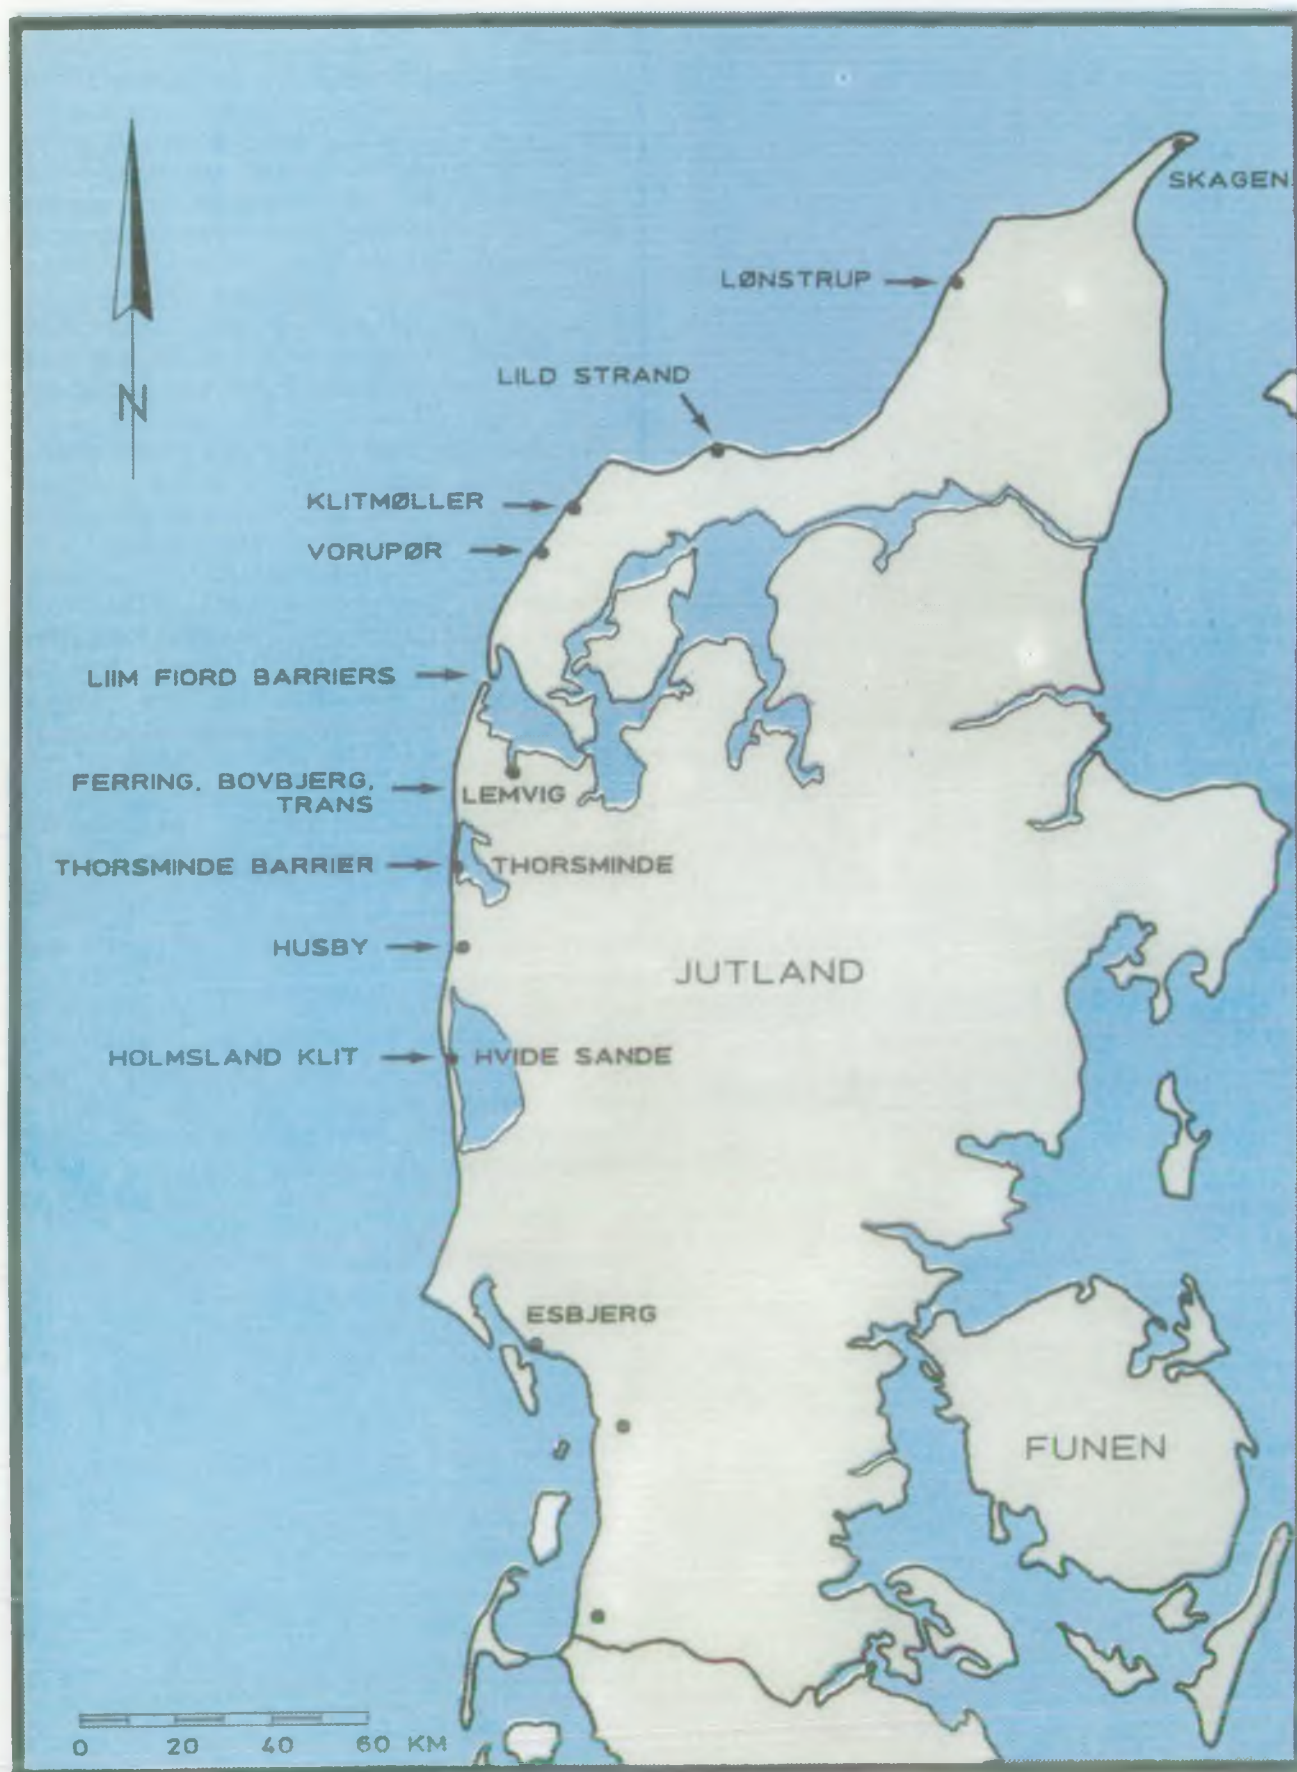 SKAGEN
LØNSTRUP
LILD STRAND
N
KLITMØLLER
VORUPØR
LIIM FIORD BARRIERS
FERRING, BOVBJERG,
TRANS
LEMVIG
THORSMINDE BARRIER
THORSMINDE
HUSBY
JUTLAND
HOLMSLAND KLIT
HVIDE SANDE
ESBJERG
FUNEN
0 20 40 60 KM